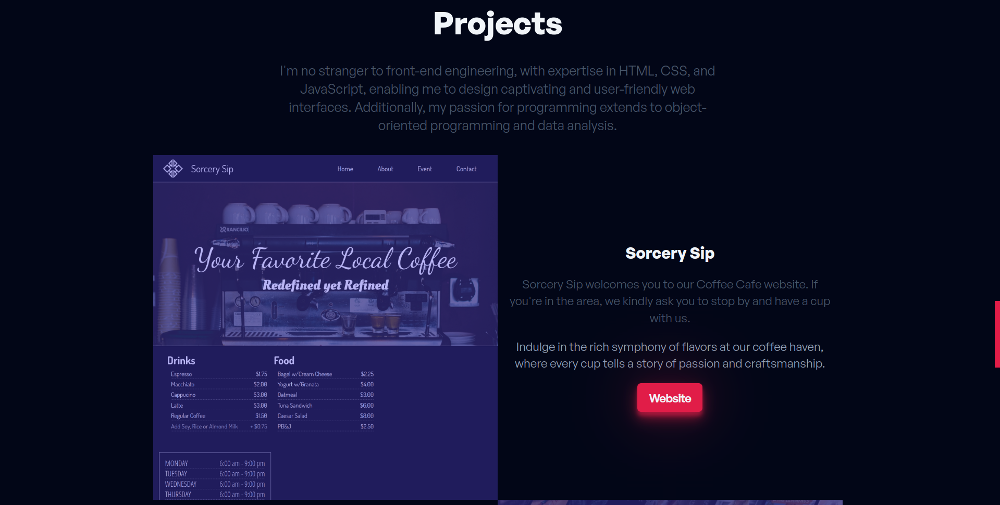 Projects
I'm no stranger to front-end engineering, with expertise in HTML, CSS, and
JavaScript, enabling me to design captivating and user-friendly web
interfaces. Additionally, my passion for programming extends to object-
oriented programming and data analysis.
Sorcery Sip
Home About Event Contact
RANCILIO
Your Favorite Local Coffee
Redefined yet Refined
Drinks
Espresso $1.75
Macchiato $2.00
Cappucino $3.00
Latte $3.00
Regular Coffee $1.50
Add Soy, Rice or Almond Milk + $0.75
Food
Bagel w/Cream Cheese $2.25
Yogurt w/Granata $4.00
Oatmeal $3.00
Tuna Sandwich $6.00
Caesar Salad $8.00
PB&J $2.50
MONDAY 6:00 am - 9:00 pm
TUESDAY 6:00 am - 9:00 pm
WEDNESDAY 6:00 am - 9:00 pm
THURSDAY 6:00 am - 9:00 pm
Sorcery Sip
Sorcery Sip welcomes you to our Coffee Cafe website. If
you're in the area, we kindly ask you to stop by and have a cup
with us.
Indulge in the rich symphony of flavors at our coffee haven,
where every cup tells a story of passion and craftsmanship.
Website